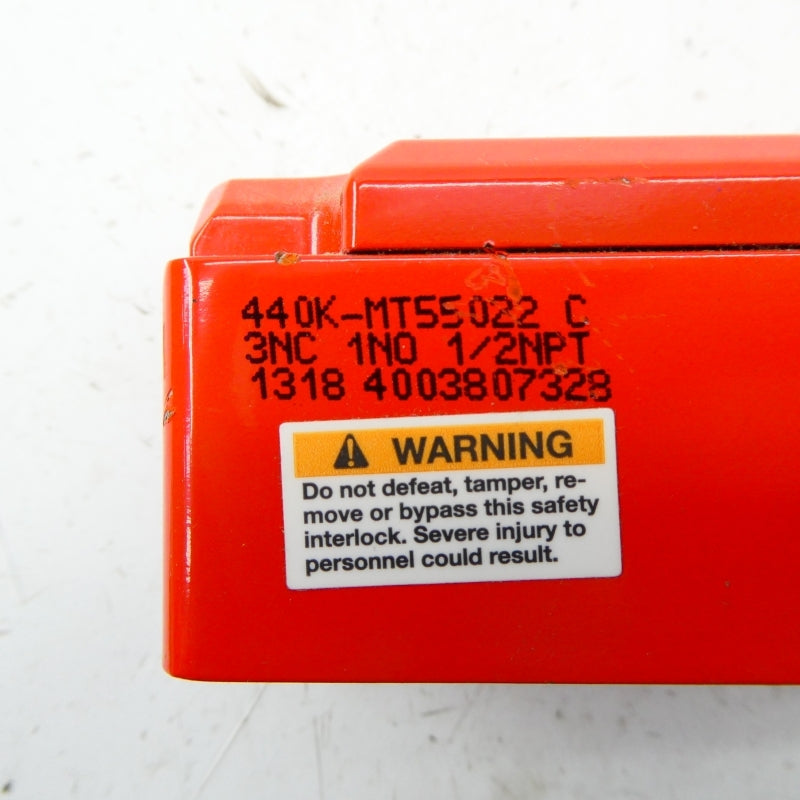 440K-MT55022 C
3NC 1NO 1/2NPT
1318 4003807328
WARNING
Do not defeat, tamper, re-
move or bypass this safety
interlock. Severe injury to
personnel could result.